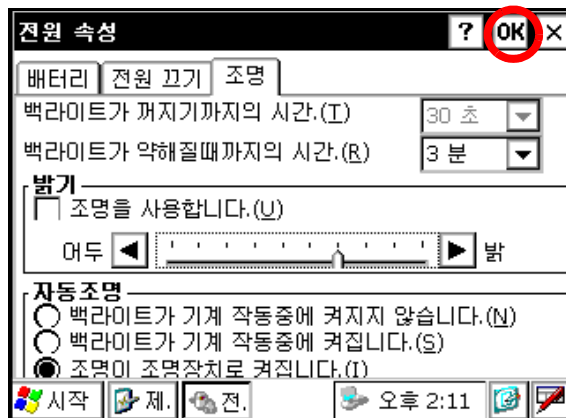 전원 속성 ? OK ×
배터리 전원 끄기 조명
백라이트가 꺼지기까지의 시간.(T) 30 초
백라이트가 약해질때까지의 시간.(R) 3 분
밝기
조명을 사용합니다.(U)
어두 밝
자동조명
백라이트가 기계 작동중에 켜지지 않습니다.(N)
백라이트가 기계 작동중에 켜집니다.(S)
조명이 조명장치로 켜집니다.(I)
시작 제. 전. 오후 2:11